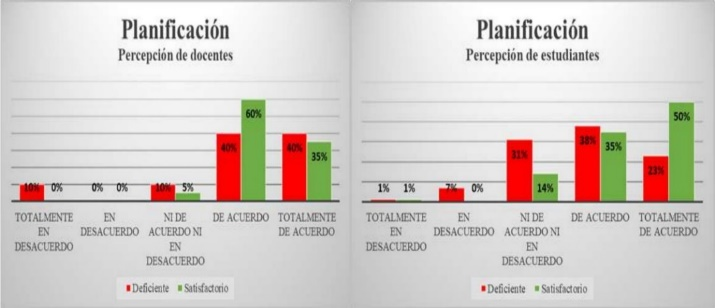 Planificación
Percepción de docentes
10% 0% 0% 0% 10% 5% 40% 60% 40% 35%
TOTALMENTE EN DESACUERDO
EN DESACUERDO
NI DE ACUERDO NI EN DESACUERDO
DE ACUERDO
TOTALMENTE DE ACUERDO
Deficiente Satisfactorio
Planificación
Percepción de estudiantes
1% 1% 7% 0% 31% 14% 38% 35% 23% 50%
TOTALMENTE EN DESACUERDO
EN DESACUERDO
NI DE ACUERDO NI EN DESACUERDO
DE ACUERDO
TOTALMENTE DE ACUERDO
Deficiente Satisfactorio